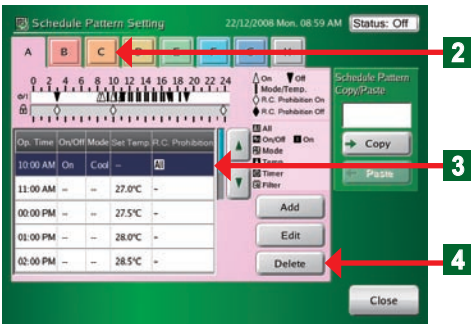 Schedule Pattern Setting 22/12/2008 Mon. 08:59 AM Status: Off
A B C
2
0 2 4 6 8 10 12 14 16 18 20 22 24
On Off
Mode/Temp.
R.C. Prohibition On
R.C. Prohibition Off
All
On/Off On
Mode
Temp.
Timer
Filter
Schedule Pattern
Copy/Paste
Copy
Paste
Op. Time On/Off Mode Set Temp. R.C. Prohibition
10:00 AM On Cool – All
3
11:00 AM – – 27.0°C –
00:00 PM – – 27.5°C –
01:00 PM – – 28.0°C –
02:00 PM – – 28.5°C –
Add
Edit
Delete
4
Close